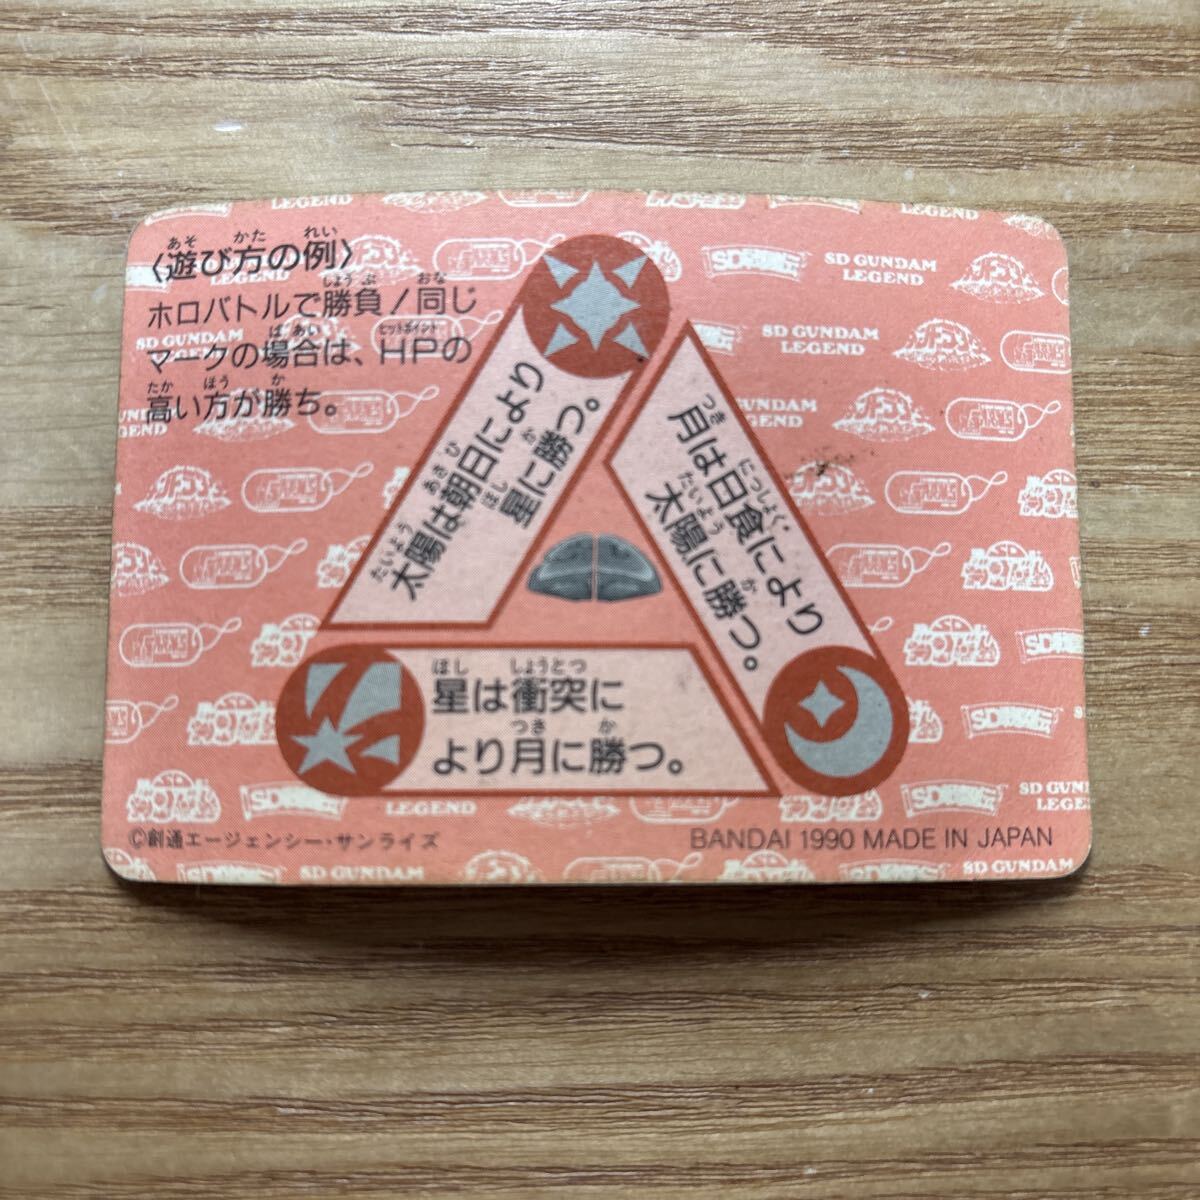 〈遊び方の例〉
ホロバトルで勝負！同じ
マークの場合は、HPの
高い方が勝ち。
太陽は朝日により
星に勝つ。
月は日食により
太陽に勝つ。
星は衝突に
より月に勝つ。
©創通エージェンシー・サンライズ
BANDAI 1990 MADE IN JAPAN
SD GUNDAM
LEGEND